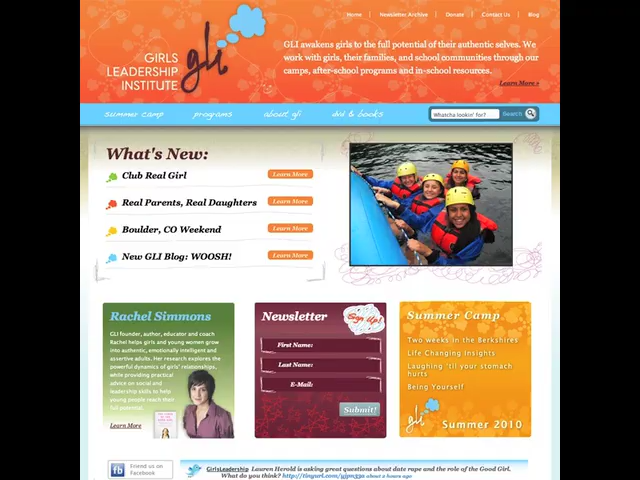 Home | Newsletter Archive | Donate | Contact Us | Blog
GIRLS
LEADERSHIP
INSTITUTE
gli
GLI awakens girls to the full potential of their authentic selves. We
work with girls, their families, and school communities through our
camps, after-school programs and in-school resources.
Learn More »
summer camp programs about gli dvd & books
Whatcha lookin' for? Search
What's New:
Club Real Girl Learn More
Real Parents, Real Daughters Learn More
Boulder, CO Weekend Learn More
New GLI Blog: WOOSH! Learn More
Rachel Simmons
GLI founder, author, educator and coach
Rachel helps girls and young women grow
into authentic, emotionally intelligent and
assertive adults. Her research explores the
powerful dynamics of girls' relationships,
while providing practical
advice on social and
leadership skills to help
young people reach their
full potential.
Learn More
Newsletter
Sign Up!
First Name:
Last Name:
E-Mail:
Submit!
Summer Camp
Two weeks in the Berkshires
Life Changing Insights
Laughing 'til your stomach
hurts
Being Yourself
gli
Summer 2010
Friend us on
Facebook
GirlsLeadership Lauren Herold is asking great questions about date rape and the role of the Good Girl.
What do you think? about 2 hours ago